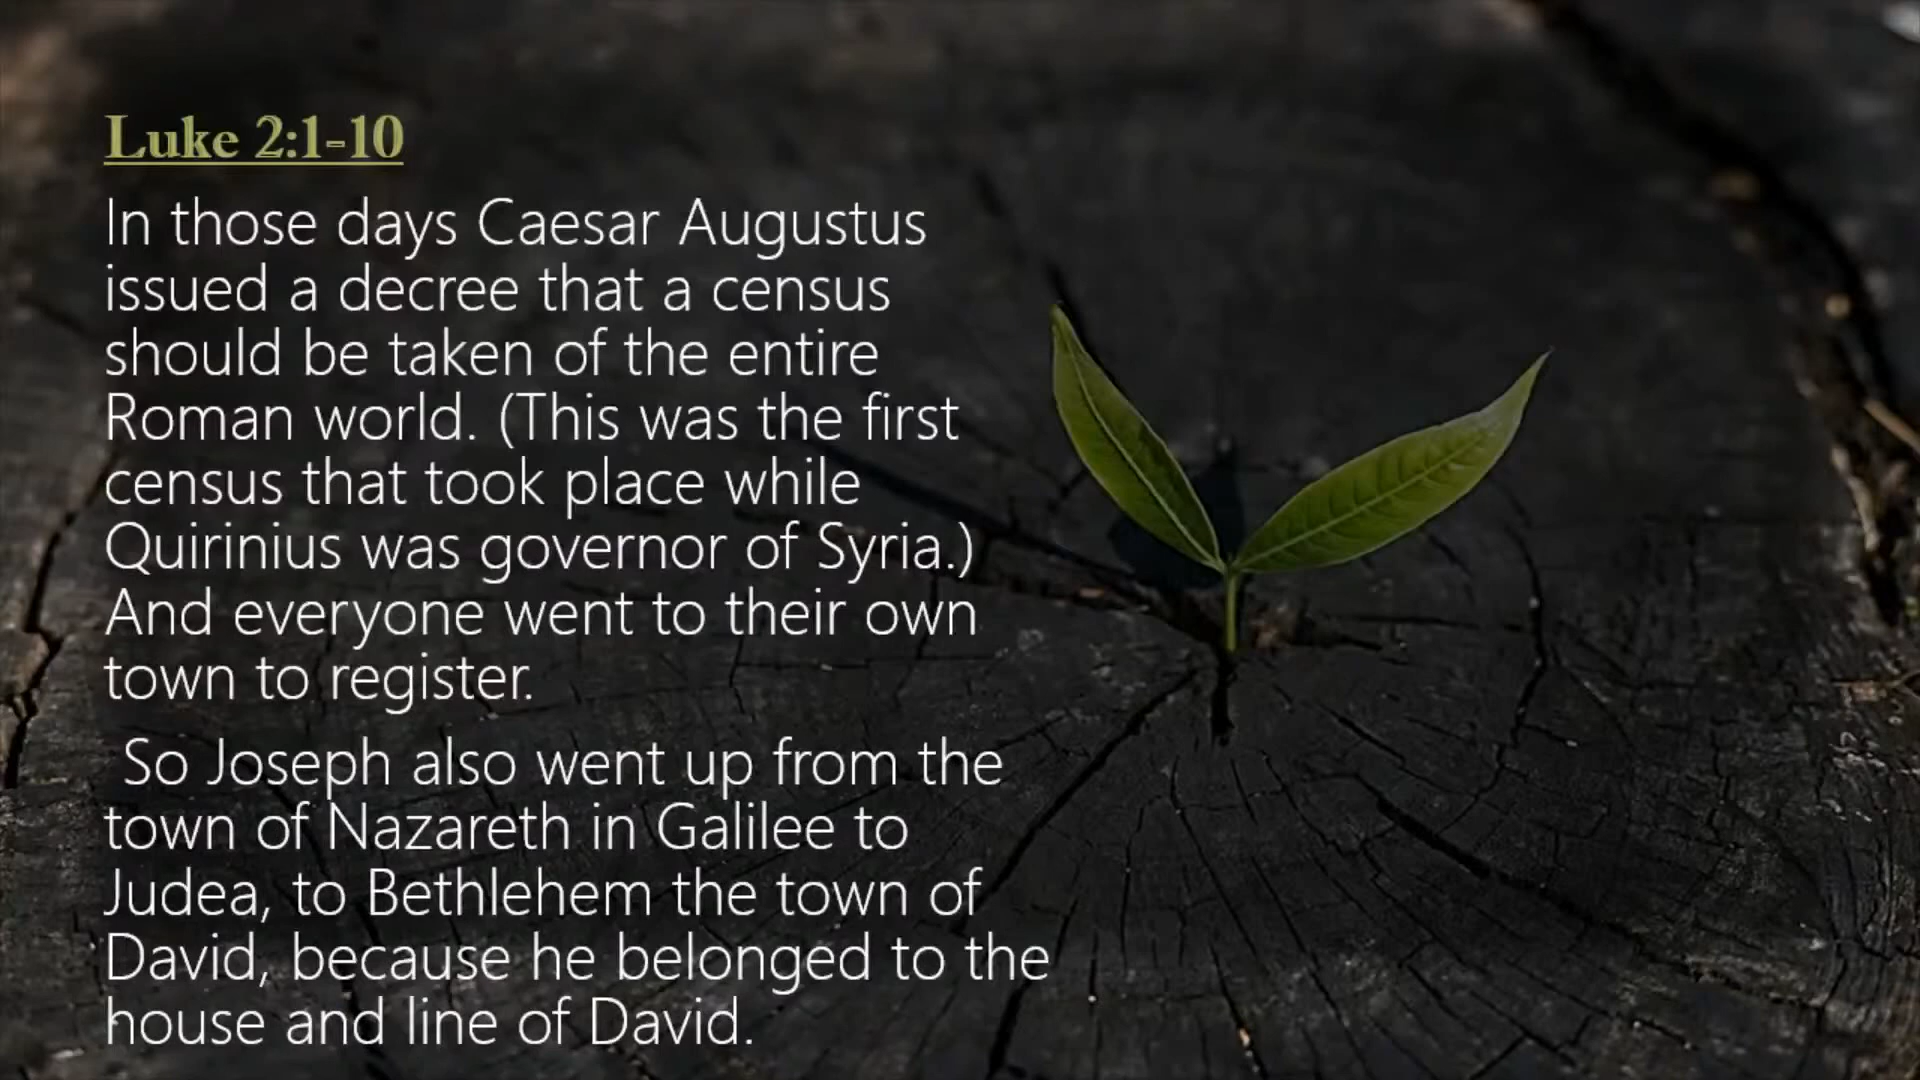 Luke 2:1-10
In those days Caesar Augustus
issued a decree that a census
should be taken of the entire
Roman world. (This was the first
census that took place while
Quirinius was governor of Syria.)
And everyone went to their own
town to register.
So Joseph also went up from the
town of Nazareth in Galilee to
Judea, to Bethlehem the town of
David, because he belonged to the
house and line of David.